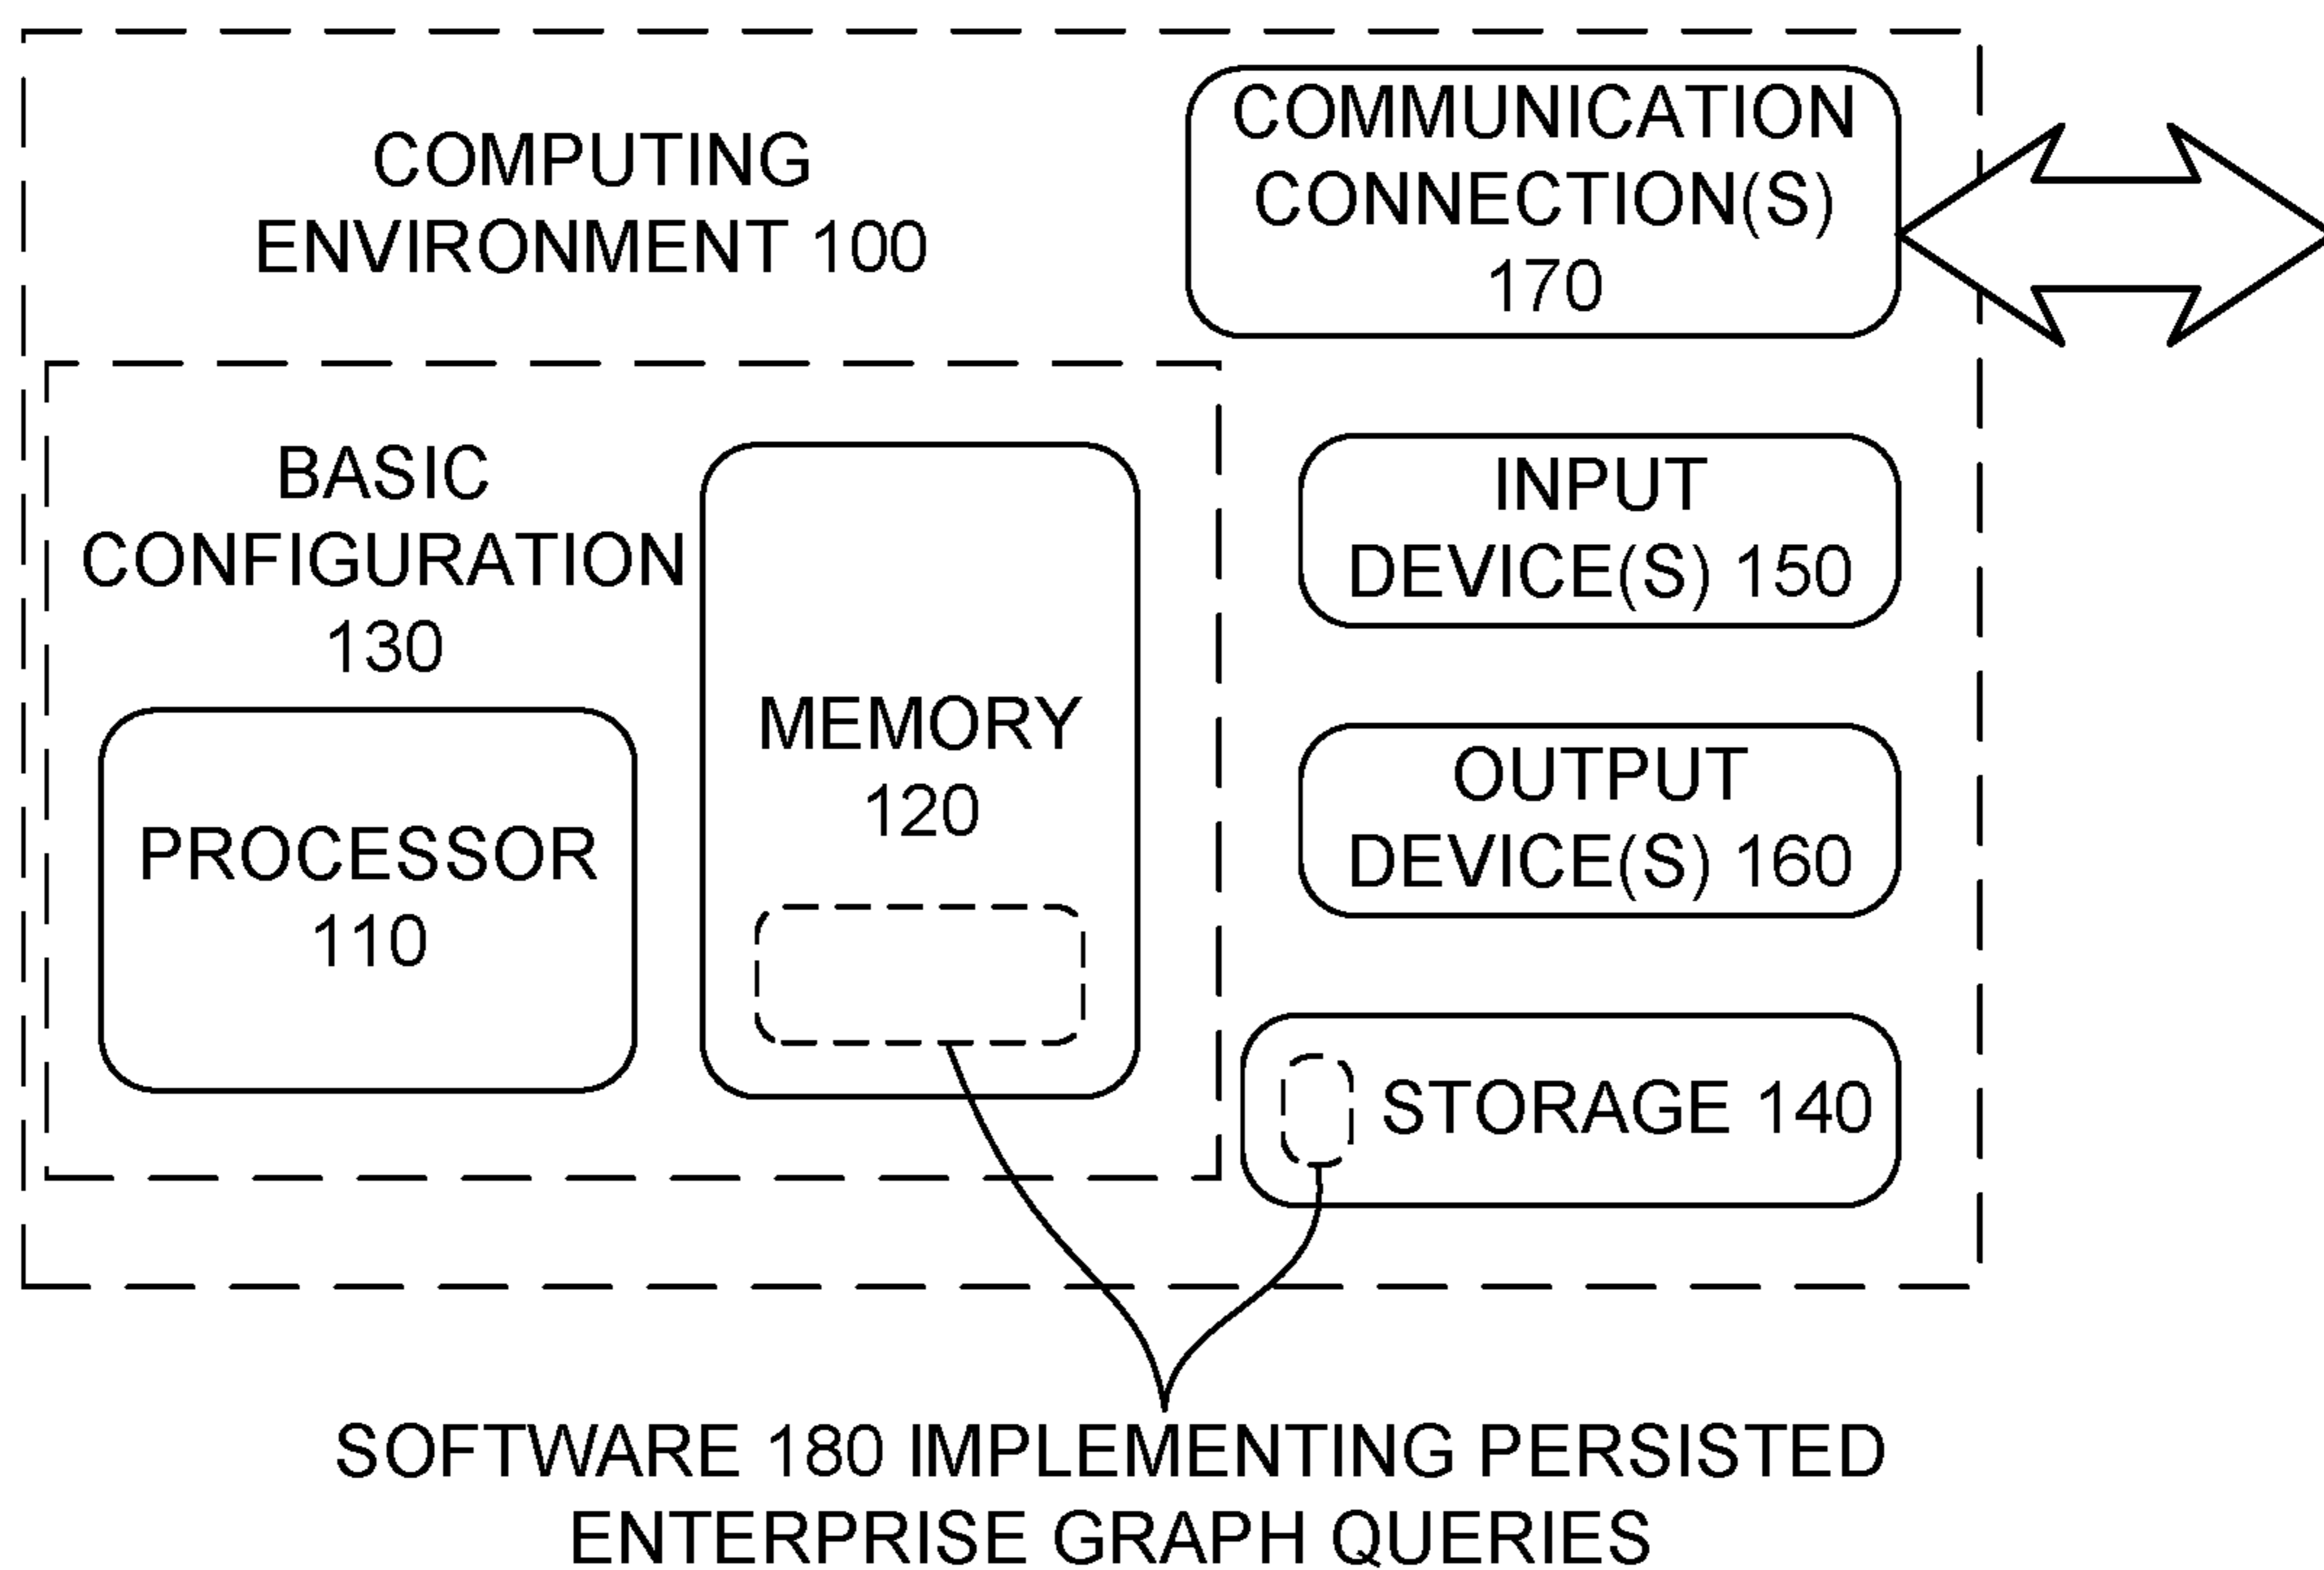 COMPUTING
ENVIRONMENT 100
COMMUNICATION
CONNECTION(S)
170
BASIC
CONFIGURATION
130
PROCESSOR
110
MEMORY
120
INPUT
DEVICE(S) 150
OUTPUT
DEVICE(S) 160
STORAGE 140
SOFTWARE 180 IMPLEMENTING PERSISTED
ENTERPRISE GRAPH QUERIES